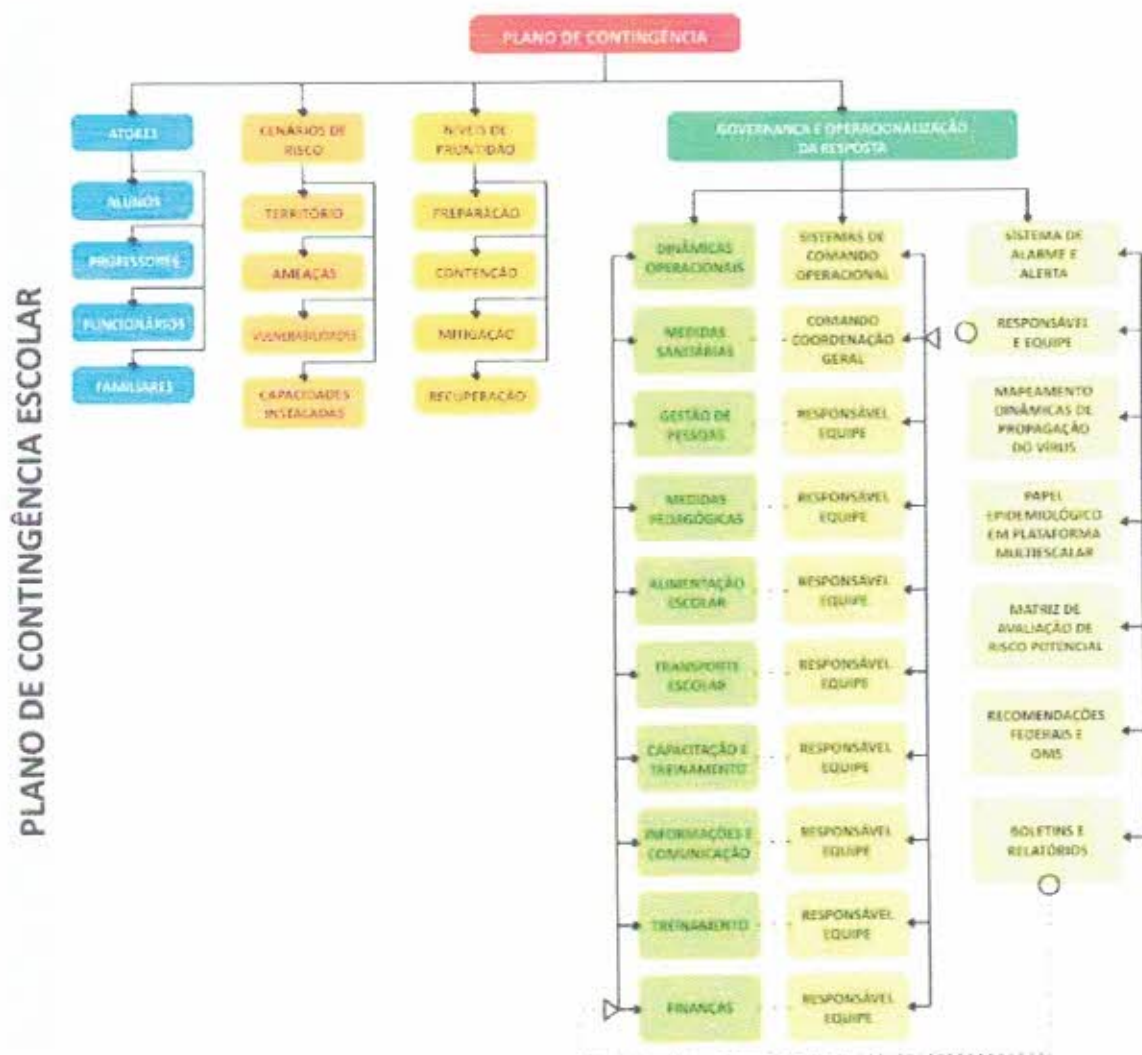 PLANO DE CONTINGÊNCIA ESCOLAR
PLANO DE CONTINGÊNCIA
ATORES
ALUNOS
PROFESSORES
FUNCIONÁRIOS
FAMILIARES
CENÁRIOS DE
RISCO
TERRITÓRIO
AMEAÇAS
VULNERABILIDADES
CAPACIDADES
INSTALADAS
NÍVEIS DE
PRONTIDÃO
PREPARAÇÃO
CONTENÇÃO
MITIGAÇÃO
RECUPERAÇÃO
GOVERNANÇA E OPERACIONALIZAÇÃO
DA RESPOSTA
DINÂMICAS
OPERACIONAIS
MEDIDAS
SANITÁRIAS
GESTÃO DE
PESSOAS
MEDIDAS
PEDAGÓGICAS
ALIMENTAÇÃO
ESCOLAR
TRANSPORTE
ESCOLAR
CAPACITAÇÃO E
TREINAMENTO
INFORMAÇÕES E
COMUNICAÇÃO
TREINAMENTO
FINANÇAS
SISTEMAS DE
COMANDO
OPERACIONAL
COMANDO
COORDENAÇÃO
GERAL
RESPONSÁVEL
EQUIPE
RESPONSÁVEL
EQUIPE
RESPONSÁVEL
EQUIPE
RESPONSÁVEL
EQUIPE
RESPONSÁVEL
EQUIPE
RESPONSÁVEL
EQUIPE
RESPONSÁVEL
EQUIPE
RESPONSÁVEL
EQUIPE
SISTEMA DE
ALARME E
ALERTA
RESPONSÁVEL
E EQUIPE
MAPEAMENTO
DINÂMICAS DE
PROPAGAÇÃO
DO VÍRUS
PAPEL
EPIDEMIOLÓGICO
EM PLATAFORMA
MULTIESCALAR
MATRIZ DE
AVALIAÇÃO DE
RISCO POTENCIAL
RECOMENDAÇÕES
FEDERAIS E
OMS
BOLETINS E
RELATÓRIOS